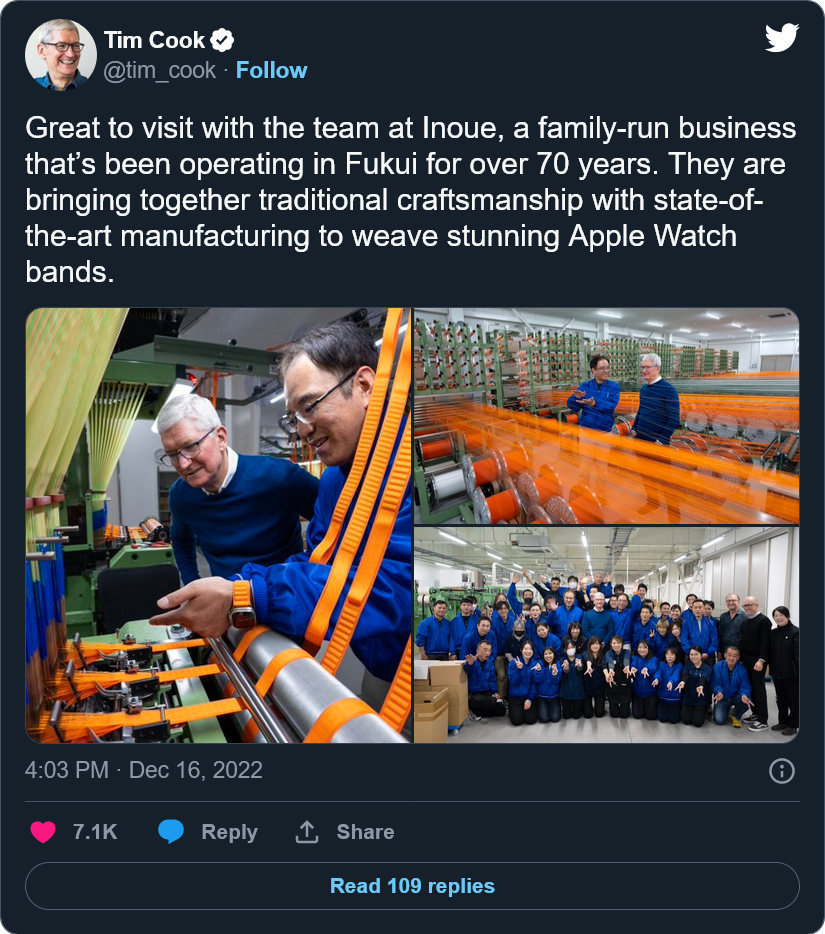 Tim Cook
@tim_cook · Follow
Great to visit with the team at Inoue, a family-run business
that’s been operating in Fukui for over 70 years. They are
bringing together traditional craftsmanship with state-of-
the-art manufacturing to weave stunning Apple Watch
bands.
4:03 PM · Dec 16, 2022
7.1K Reply Share
Read 109 replies